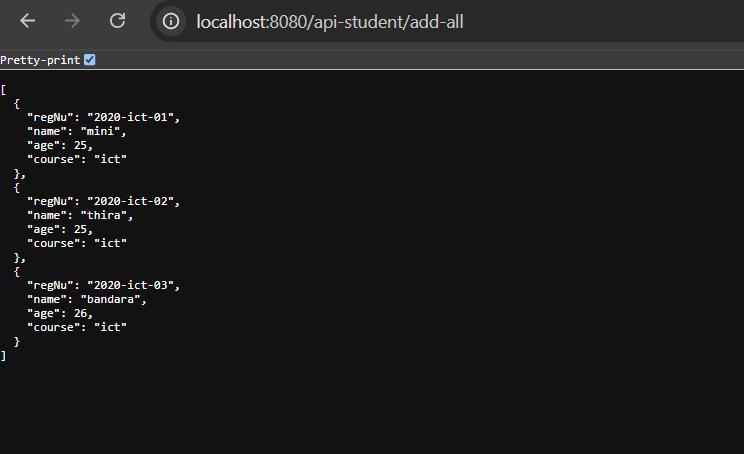 localhost:8080/api-student/add-all
Pretty-print
[
  {
    "regNu": "2020-ict-01",
    "name": "mini",
    "age": 25,
    "course": "ict"
  },
  {
    "regNu": "2020-ict-02",
    "name": "thira",
    "age": 25,
    "course": "ict"
  },
  {
    "regNu": "2020-ict-03",
    "name": "bandara",
    "age": 26,
    "course": "ict"
  }
]